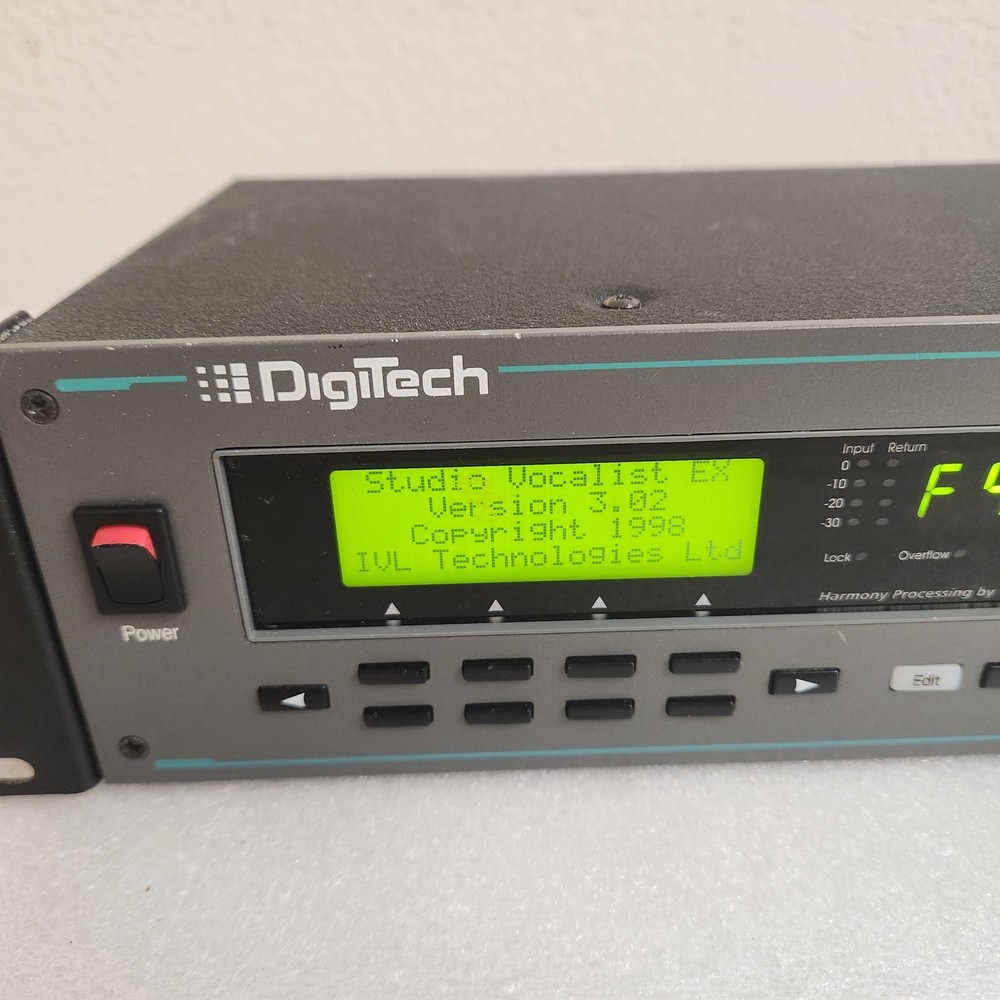 DigiTech
Studio Vocalist EX
Version 3.02
Copyright 1998
IVL Technologies Ltd
Input Return
0
-10
-20
-30
Lock Overflow
Harmony Processing by
Power
Edit